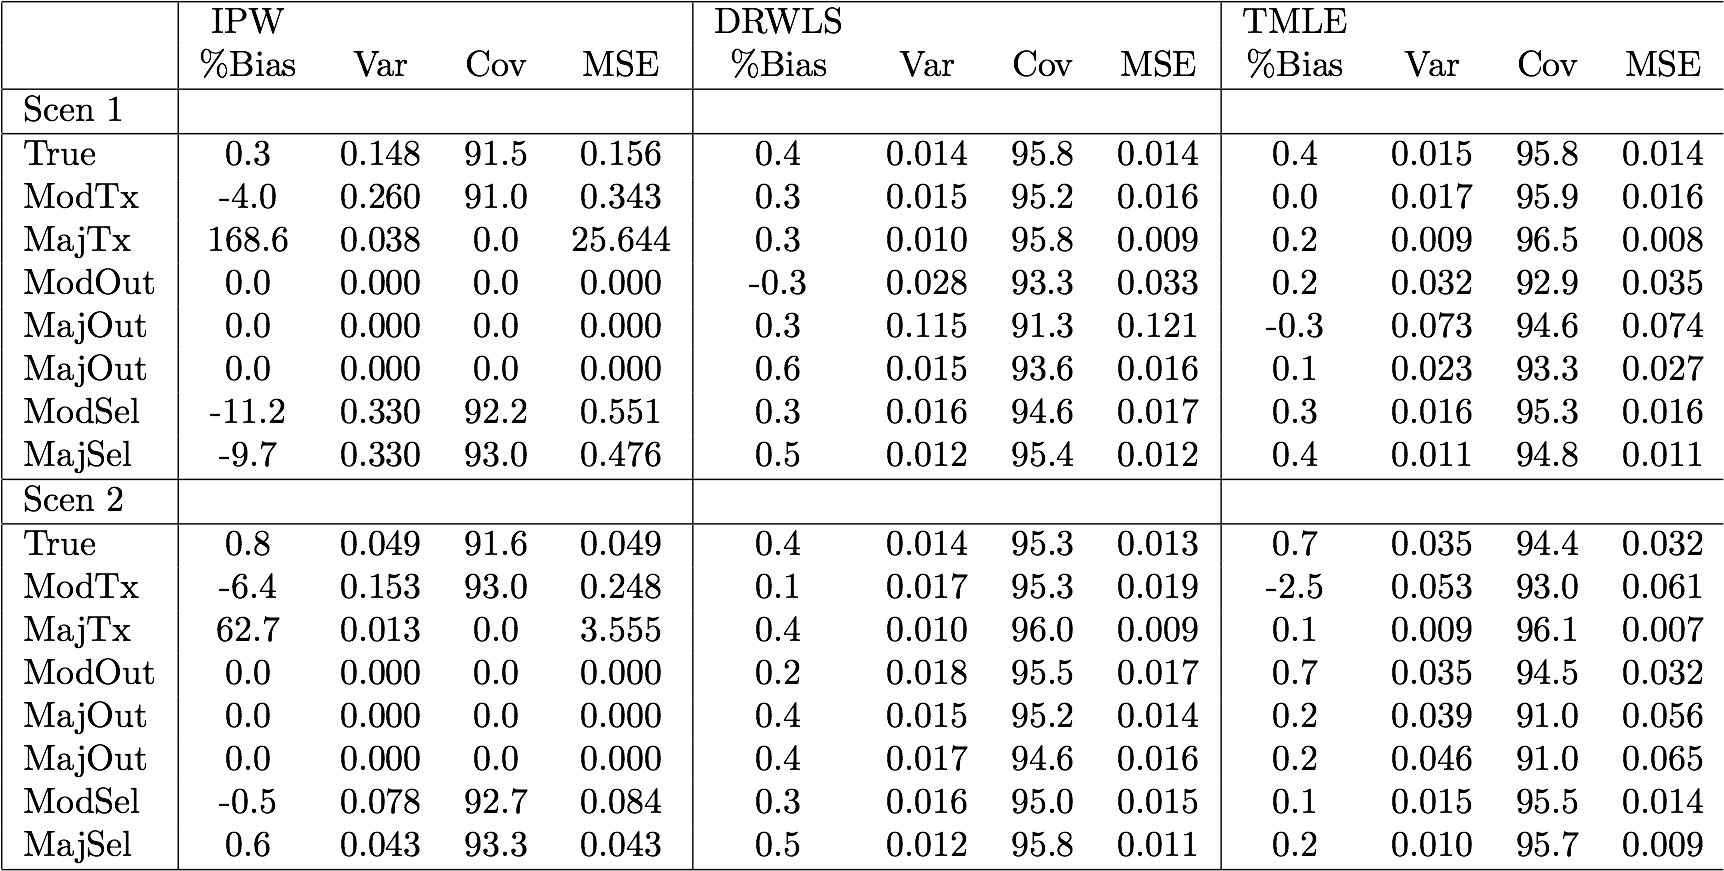 IPW DRWLS TMLE
%Bias Var Cov MSE %Bias Var Cov MSE %Bias Var Cov MSE
Scen 1
True 0.3 0.148 91.5 0.156 0.4 0.014 95.8 0.014 0.4 0.015 95.8 0.014
ModTx -4.0 0.260 91.0 0.343 0.3 0.015 95.2 0.016 0.0 0.017 95.9 0.016
MajTx 168.6 0.038 0.0 25.644 0.3 0.010 95.8 0.009 0.2 0.009 96.5 0.008
ModOut 0.0 0.000 0.0 0.000 -0.3 0.028 93.3 0.033 0.2 0.032 92.9 0.035
MajOut 0.0 0.000 0.0 0.000 0.3 0.115 91.3 0.121 -0.3 0.073 94.6 0.074
MajOut 0.0 0.000 0.0 0.000 0.6 0.015 93.6 0.016 0.1 0.023 93.3 0.027
ModSel -11.2 0.330 92.2 0.551 0.3 0.016 94.6 0.017 0.3 0.016 95.3 0.016
MajSel -9.7 0.330 93.0 0.476 0.5 0.012 95.4 0.012 0.4 0.011 94.8 0.011
Scen 2
True 0.8 0.049 91.6 0.049 0.4 0.014 95.3 0.013 0.7 0.035 94.4 0.032
ModTx -6.4 0.153 93.0 0.248 0.1 0.017 95.3 0.019 -2.5 0.053 93.0 0.061
MajTx 62.7 0.013 0.0 3.555 0.4 0.010 96.0 0.009 0.1 0.009 96.1 0.007
ModOut 0.0 0.000 0.0 0.000 0.2 0.018 95.5 0.017 0.7 0.035 94.5 0.032
MajOut 0.0 0.000 0.0 0.000 0.4 0.015 95.2 0.014 0.2 0.039 91.0 0.056
MajOut 0.0 0.000 0.0 0.000 0.4 0.017 94.6 0.016 0.2 0.046 91.0 0.065
ModSel -0.5 0.078 92.7 0.084 0.3 0.016 95.0 0.015 0.1 0.015 95.5 0.014
MajSel 0.6 0.043 93.3 0.043 0.5 0.012 95.8 0.011 0.2 0.010 95.7 0.009